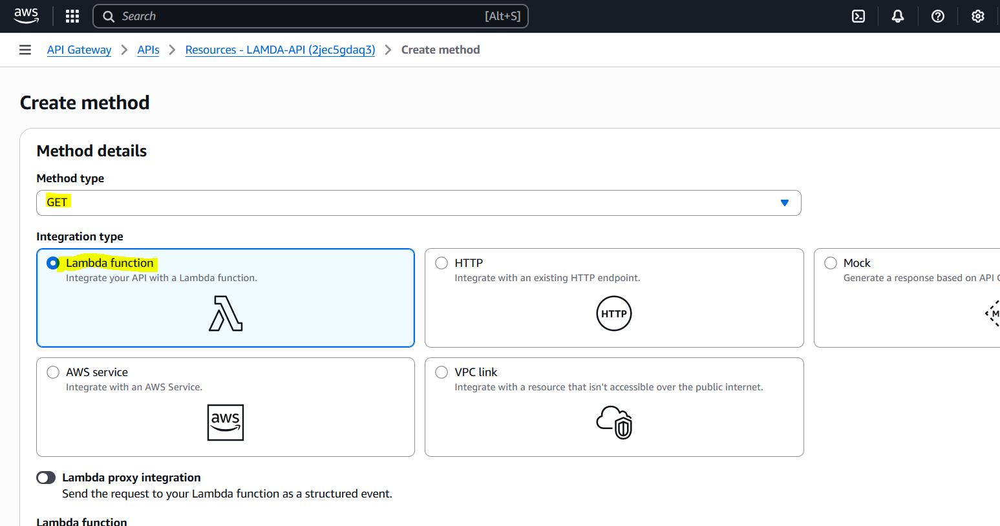 aws
Search [Alt+S]
API Gateway APIs Resources - LAMDA-API (2jec5gdaq3) Create method
Create method
Method details
Method type
GET
Integration type
Lambda function
Integrate your API with a Lambda function.
HTTP
Integrate with an existing HTTP endpoint.
HTTP
Mock
Generate a response based on API
AWS service
Integrate with an AWS Service.
aws
VPC link
Integrate with a resource that isn't accessible over the public internet.
Lambda proxy integration
Send the request to your Lambda function as a structured event.
Lambda function